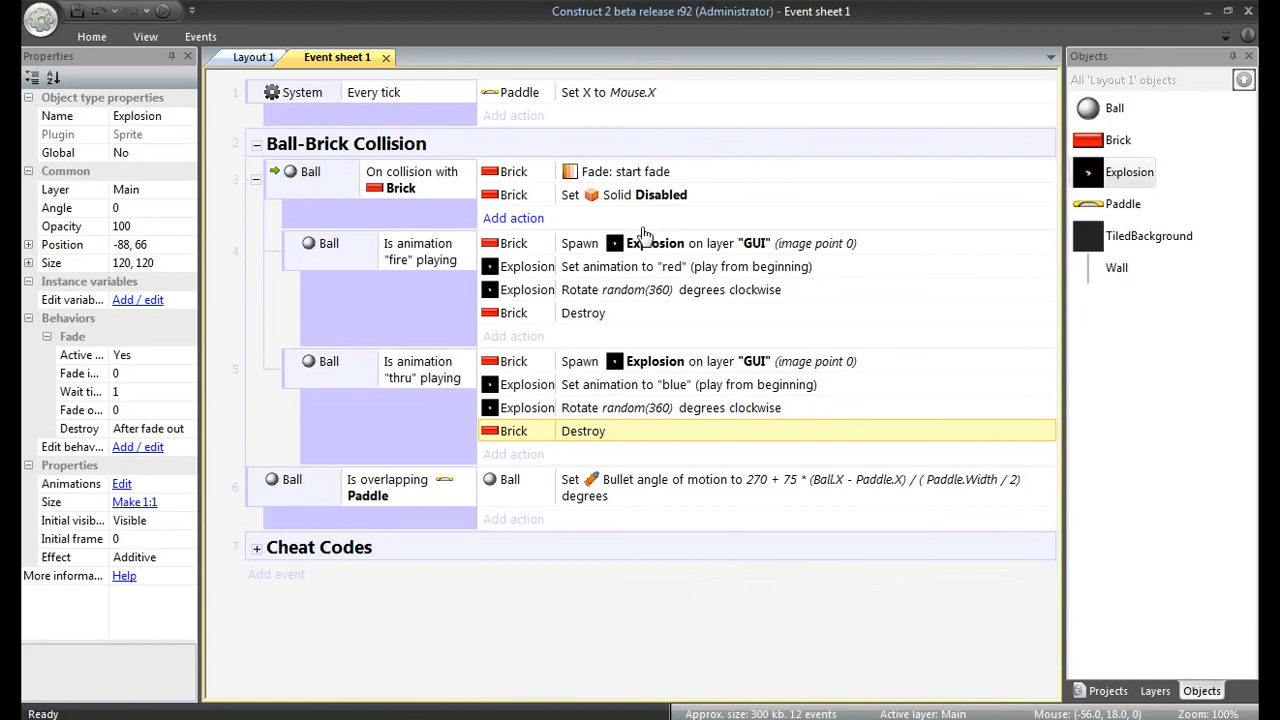 Construct 2 beta release r92 (Administrator) - Event sheet 1
Home View Events
Properties
Object type properties
Name Explosion
Plugin Sprite
Global No
Common
Layer Main
Angle 0
Opacity 100
Position -88, 66
Size 120, 120
Instance variables
Edit variab... Add / edit
Behaviors
Fade
Active ... Yes
Fade i... 0
Wait ti... 1
Fade o... 0
Destroy After fade out
Edit behav... Add / edit
Properties
Animations Edit
Size Make 1:1
Initial visib... Visible
Initial frame 0
Effect Additive
More informa... Help
Layout 1 Event sheet 1
1 System Every tick Paddle Set X to Mouse.X
Add action
2 Ball-Brick Collision
3 Ball On collision with Brick Brick Fade: start fade
Brick Set Solid Disabled
Add action
4 Ball Is animation "fire" playing Brick Spawn Explosion on layer "GUI" (image point 0)
Explosion Set animation to "red" (play from beginning)
Explosion Rotate random(360) degrees clockwise
Brick Destroy
Add action
5 Ball Is animation "thru" playing Brick Spawn Explosion on layer "GUI" (image point 0)
Explosion Set animation to "blue" (play from beginning)
Explosion Rotate random(360) degrees clockwise
Brick Destroy
Add action
6 Ball Is overlapping Paddle Ball Set Bullet angle of motion to 270 + 75 * (Ball.X - Paddle.X) / ( Paddle.Width / 2)
degrees
Add action
7 Cheat Codes
Add event
Objects
All 'Layout 1' objects
Ball
Brick
Explosion
Paddle
TiledBackground
Wall
Projects Layers Objects
Ready Approx. size: 300 kb. 12 events Active layer: Main Mouse: (-56.0, 18.0, 0) Zoom: 100%